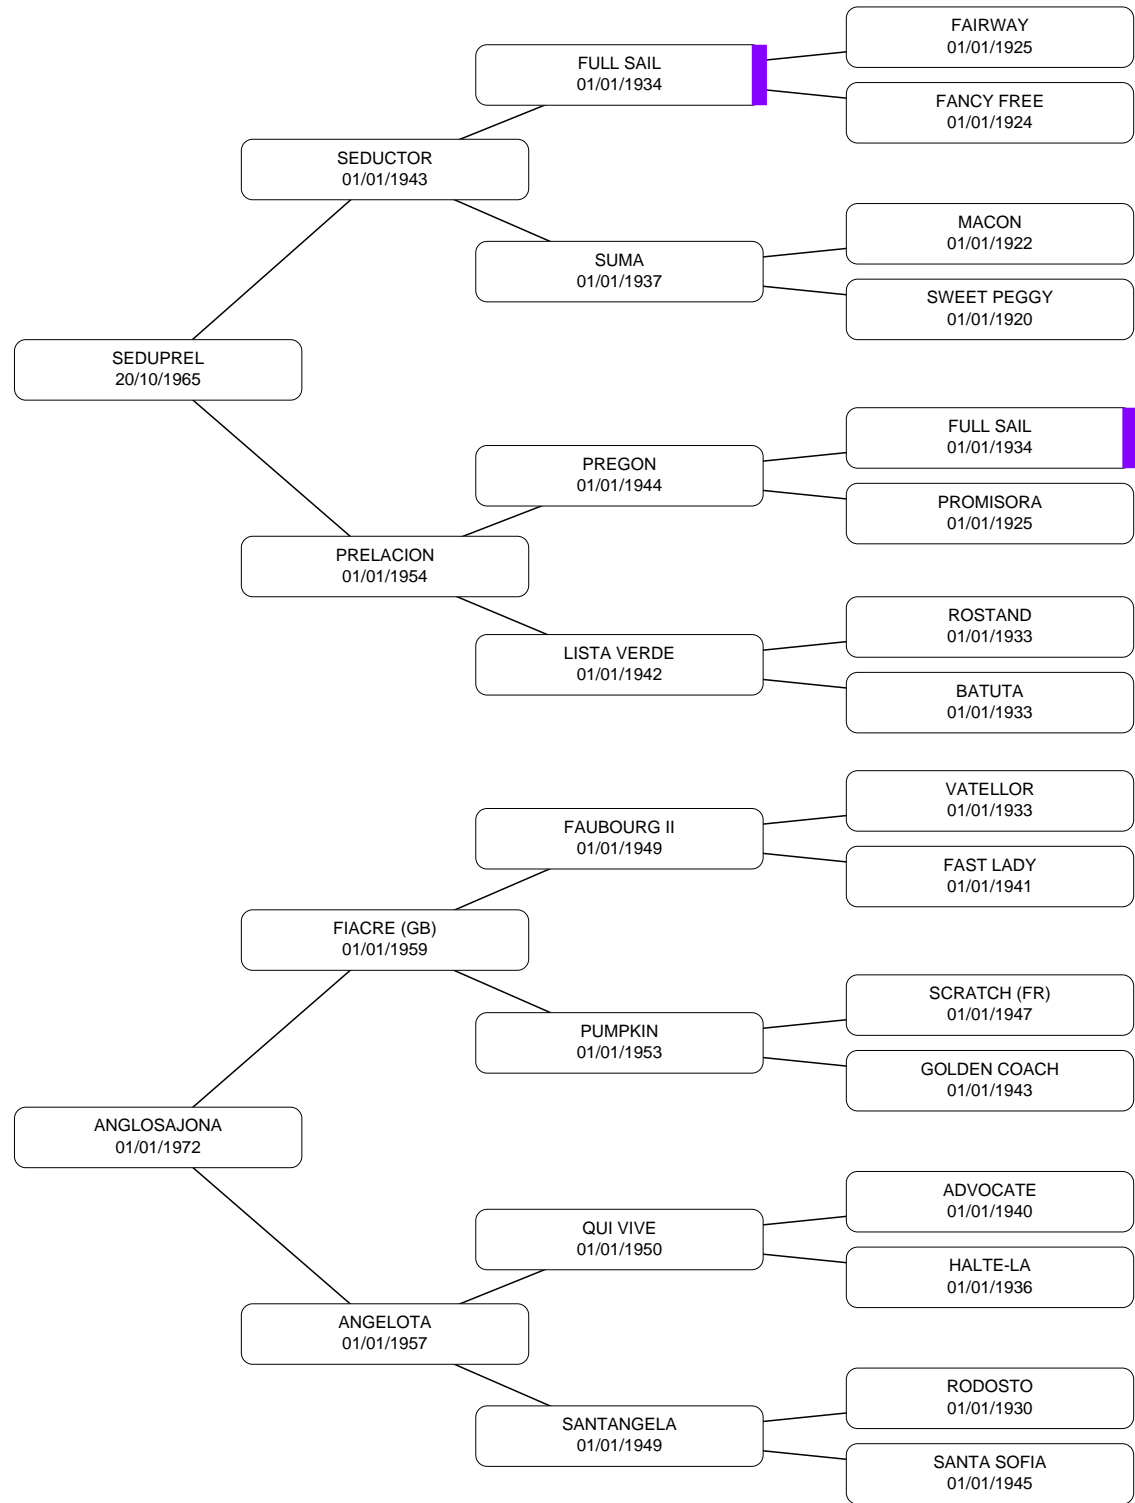 FAIRWAY
01/01/1925
FULL SAIL
01/01/1934
FANCY FREE
01/01/1924
SEDUCTOR
01/01/1943
MACON
01/01/1922
SUMA
01/01/1937
SWEET PEGGY
01/01/1920
SEDUPREL
20/10/1965
FULL SAIL
01/01/1934
PREGON
01/01/1944
PROMISORA
01/01/1925
PRELACION
01/01/1954
ROSTAND
01/01/1933
LISTA VERDE
01/01/1942
BATUTA
01/01/1933
VATELLOR
01/01/1933
FAUBOURG II
01/01/1949
FAST LADY
01/01/1941
FIACRE (GB)
01/01/1959
SCRATCH (FR)
01/01/1947
PUMPKIN
01/01/1953
GOLDEN COACH
01/01/1943
ANGLOSAJONA
01/01/1972
ADVOCATE
01/01/1940
QUI VIVE
01/01/1950
HALTE-LA
01/01/1936
ANGELOTA
01/01/1957
RODOSTO
01/01/1930
SANTANGELA
01/01/1949
SANTA SOFIA
01/01/1945